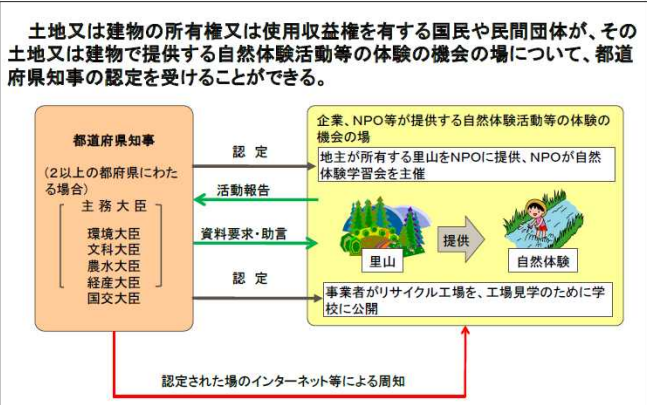 土地又は建物の所有権又は使用収益権を有する国民や民間団体が、その
土地又は建物で提供する自然体験活動等の体験の機会の場について、都道
府県知事の認定を受けることができる。
都道府県知事
(2以上の都府県にわた
る場合)
主務大臣
環境大臣
文科大臣
農水大臣
経産大臣
国交大臣
認 定
活動報告
資料要求・助言
認 定
企業、NPO等が提供する自然体験活動等の体験の
機会の場
地主が所有する里山をNPOに提供、NPOが自然
体験学習会を主催
里山
提供
自然体験
事業者がリサイクル工場を、工場見学のために学
校に公開
認定された場のインターネット等による周知